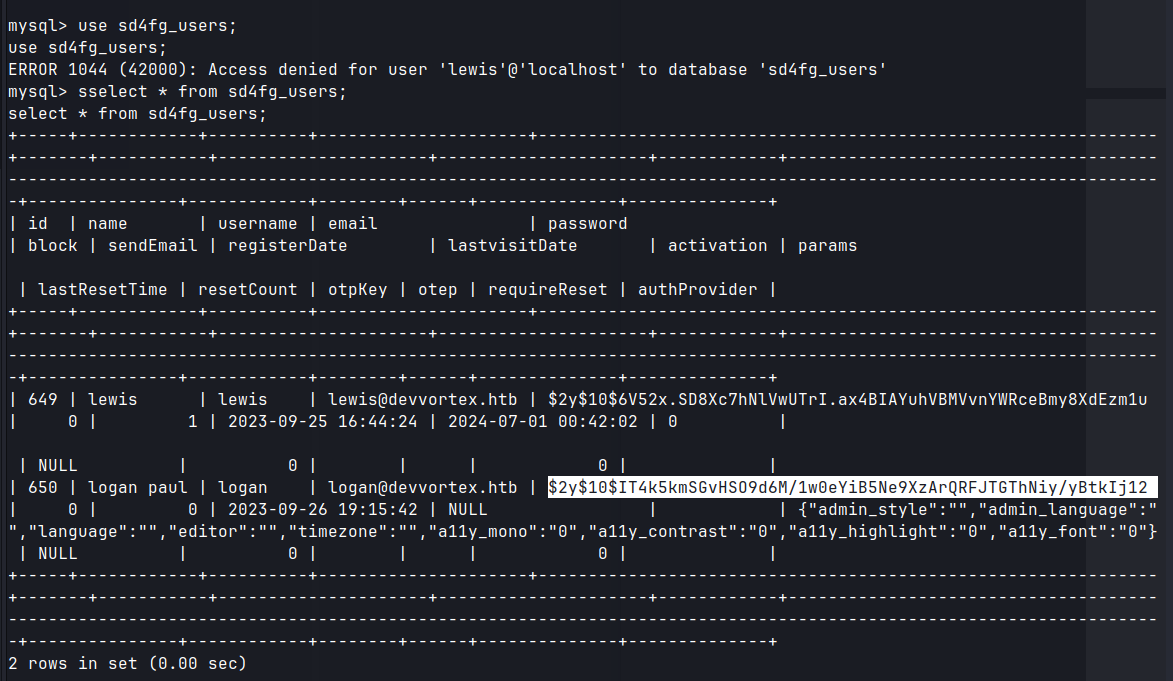 mysql> use sd4fg_users;
use sd4fg_users;
ERROR 1044 (42000): Access denied for user 'lewis'@'localhost' to database 'sd4fg_users'
mysql> sselect * from sd4fg_users;
select * from sd4fg_users;
+-----+------------+----------+---------------------+--------------------------------------------------------------
+-------+-----------+---------------------+---------------------+------------+-------------------------------------
-------------------------------------------------------------------------------------------------------------------
-+---------------+------------+--------+------+--------------+--------------+
| id  | name       | username | email               | password
| block | sendEmail | registerDate        | lastvisitDate       | activation | params
 | lastResetTime | resetCount | otpKey | otep | requireReset | authProvider |
+-----+------------+----------+---------------------+--------------------------------------------------------------
+-------+-----------+---------------------+---------------------+------------+-------------------------------------
-------------------------------------------------------------------------------------------------------------------
-+---------------+------------+--------+------+--------------+--------------+
| 649 | lewis      | lewis    | lewis@devvortex.htb | $2y$10$6V52x.SD8Xc7hNlVwUTrI.ax4BIAYuhVBMVvnYWRceBmy8XdEzm1u
|     0 |         1 | 2023-09-25 16:44:24 | 2024-07-01 00:42:02 | 0          |
 | NULL          |          0 |        |      |            0 |              |
| 650 | logan paul | logan    | logan@devvortex.htb | $2y$10$IT4k5kmSGvHSO9d6M/1w0eYiB5Ne9XzArQRFJTGThNiy/yBtkIj12
|     0 |         0 | 2023-09-26 19:15:42 | NULL                |            | {"admin_style":"","admin_language":"
","language":"","editor":"","timezone":"","a11y_mono":"0","a11y_contrast":"0","a11y_highlight":"0","a11y_font":"0"}
 | NULL          |          0 |        |      |            0 |              |
+-----+------------+----------+---------------------+--------------------------------------------------------------
+-------+-----------+---------------------+---------------------+------------+-------------------------------------
-------------------------------------------------------------------------------------------------------------------
-+---------------+------------+--------+------+--------------+--------------+
2 rows in set (0.00 sec)